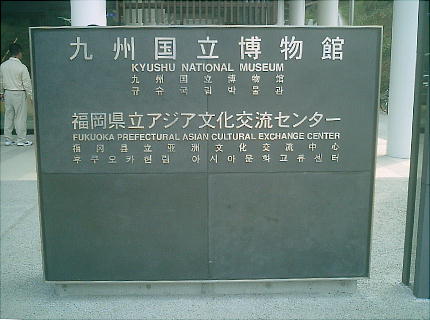 九州国立博物館
KYUSHU NATIONAL MUSEUM
九州国立博物馆
규슈국립박물관
福岡県立アジア文化交流センター
FUKUOKA PREFECTURAL ASIAN CULTURAL EXCHANGE CENTER
福冈县立亚洲文化交流中心
후쿠오카현립 아시아문화교류센터